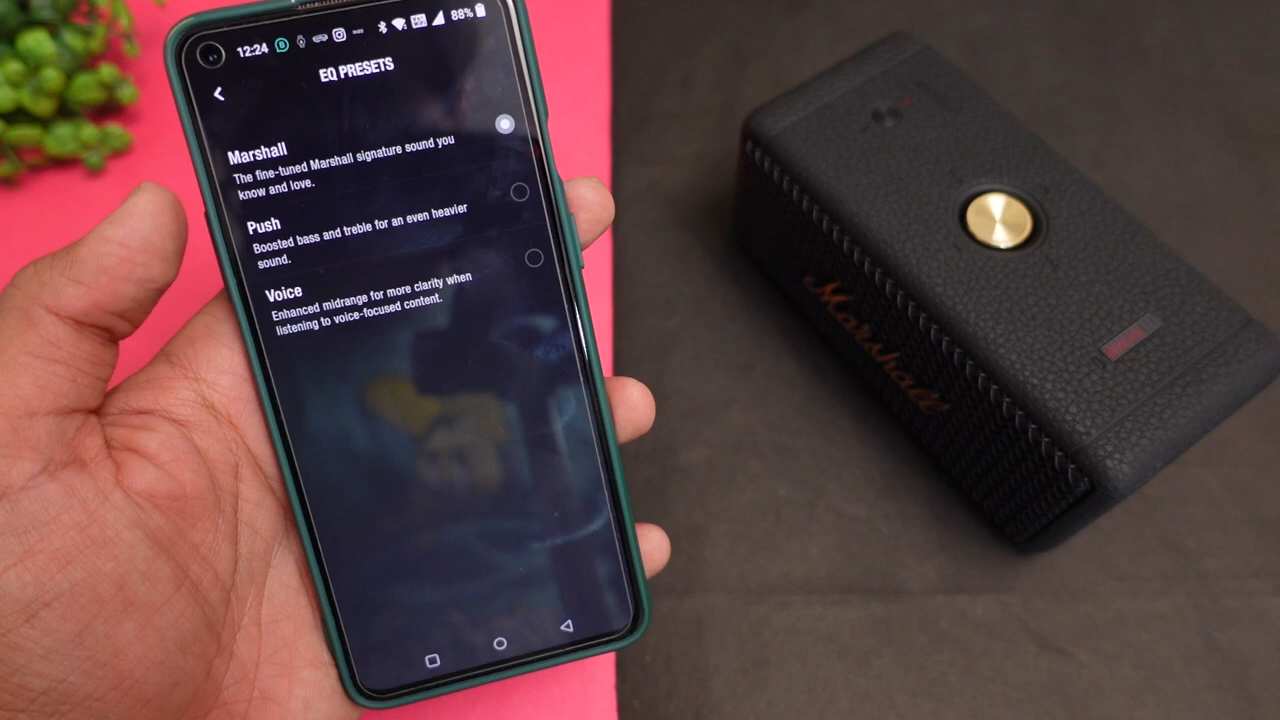 12:24
88%
EQ PRESETS
Marshall
The fine-tuned Marshall signature sound you
know and love.
Push
Boosted bass and treble for an even heavier
sound.
Voice
Enhanced midrange for more clarity when
listening to voice-focused content.
Marshall